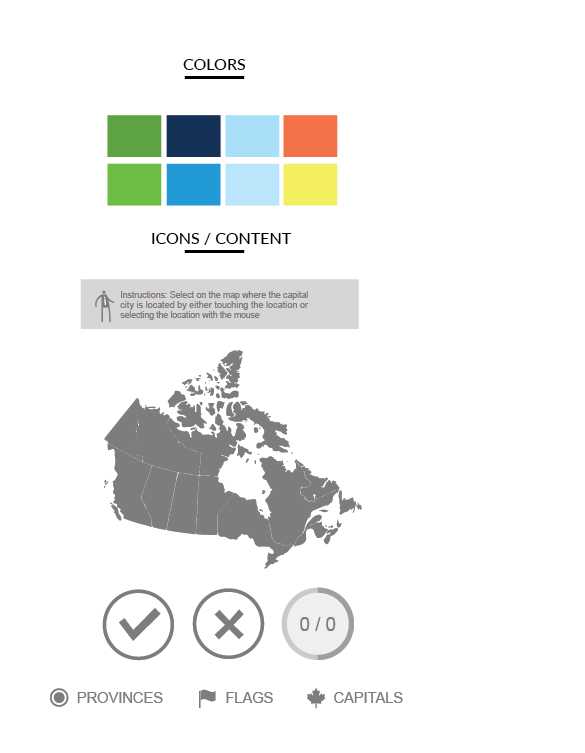 COLORS
ICONS / CONTENT
Instructions: Select on the map where the capital
city is located by either touching the location or
selecting the location with the mouse
0 / 0
PROVINCES
FLAGS
CAPITALS